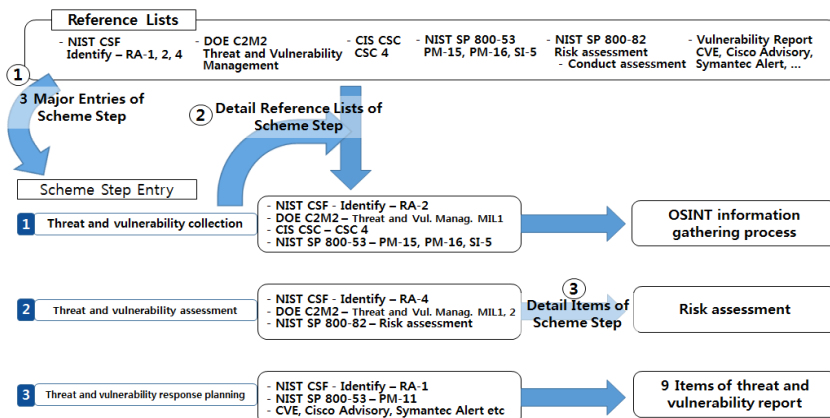 Reference Lists
- NIST CSF
Identify – RA-1, 2, 4
- DOE C2M2
Threat and Vulnerability
Management
- CIS CSC
CSC 4
- NIST SP 800-53
PM-15, PM-16, SI-5
- NIST SP 800-82
Risk assessment
- Conduct assessment
- Vulnerability Report
CVE, Cisco Advisory,
Symantec Alert, ...
1
3 Major Entries of
Scheme Step
2
Detail Reference Lists of
Scheme Step
Scheme Step Entry
1
Threat and vulnerability collection
- NIST CSF - Identify – RA-2
- DOE C2M2 – Threat and Vul. Manag. MIL1
- CIS CSC – CSC 4
- NIST SP 800-53 – PM-15, PM-16, SI-5
OSINT information
gathering process
2
Threat and vulnerability assessment
- NIST CSF - Identify – RA-4
- DOE C2M2 – Threat and Vul. Manag. MIL1, 2
- NIST SP 800-82 – Risk assessment
3
Detail Items of
Scheme Step
Risk assessment
3
Threat and vulnerability response planning
- NIST CSF - Identify – RA-1
- NIST SP 800-53 – PM-11
- CVE, Cisco Advisory, Symantec Alert etc
9 Items of threat and
vulnerability report